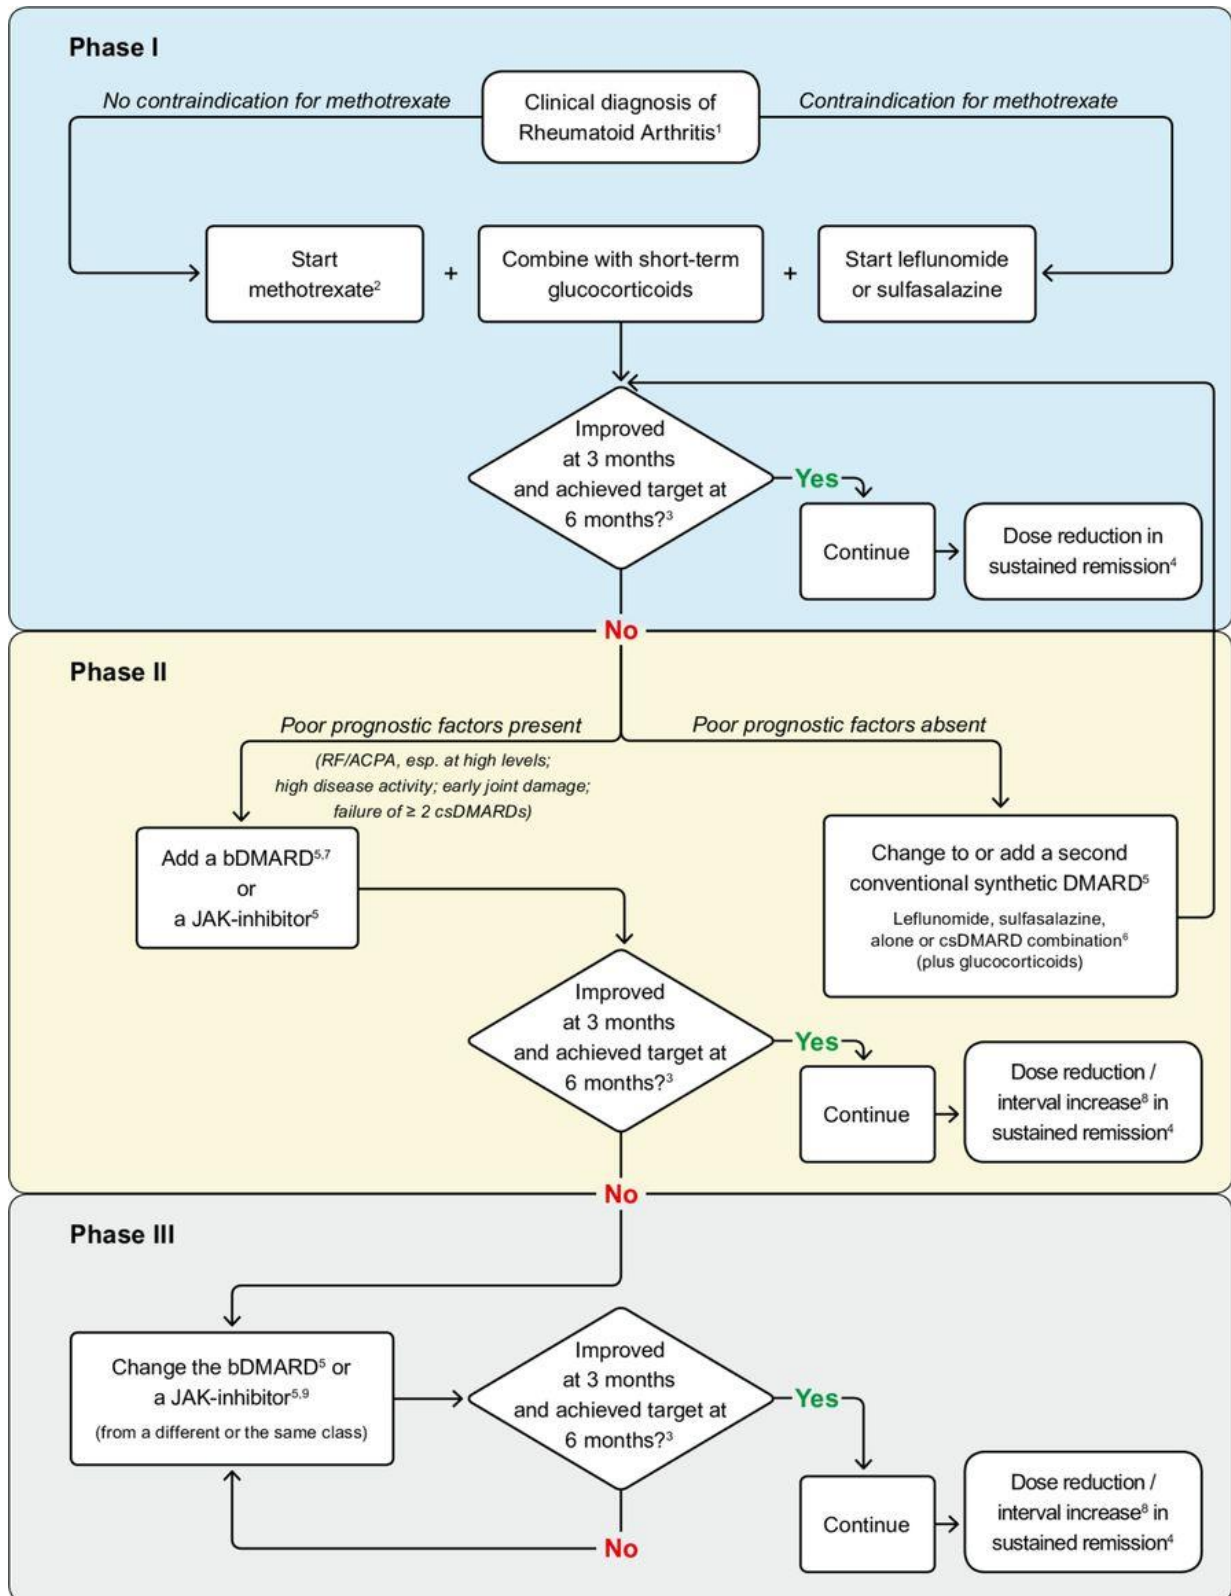 Phase I
No contraindication for methotrexate
Clinical diagnosis of
Rheumatoid Arthritis¹
Contraindication for methotrexate
Start
methotrexate²
+
Combine with short-term
glucocorticoids
+
Start leflunomide
or sulfasalazine
Improved
at 3 months
and achieved target at
6 months?³
Yes
Continue
Dose reduction in
sustained remission⁴
No
Phase II
Poor prognostic factors present
(RF/ACPA, esp. at high levels;
high disease activity; early joint damage;
failure of ≥ 2 csDMARDs)
Poor prognostic factors absent
Add a bDMARD⁵,⁷
or
a JAK-inhibitor⁵
Change to or add a second
conventional synthetic DMARD⁵
Leflunomide, sulfasalazine,
alone or csDMARD combination⁶
(plus glucocorticoids)
Improved
at 3 months
and achieved target at
6 months?³
Yes
Continue
Dose reduction /
interval increase⁸ in
sustained remission⁴
No
Phase III
Change the bDMARD⁵ or
a JAK-inhibitor⁵,⁹
(from a different or the same class)
Improved
at 3 months
and achieved target at
6 months?³
Yes
Continue
Dose reduction /
interval increase⁸ in
sustained remission⁴
No